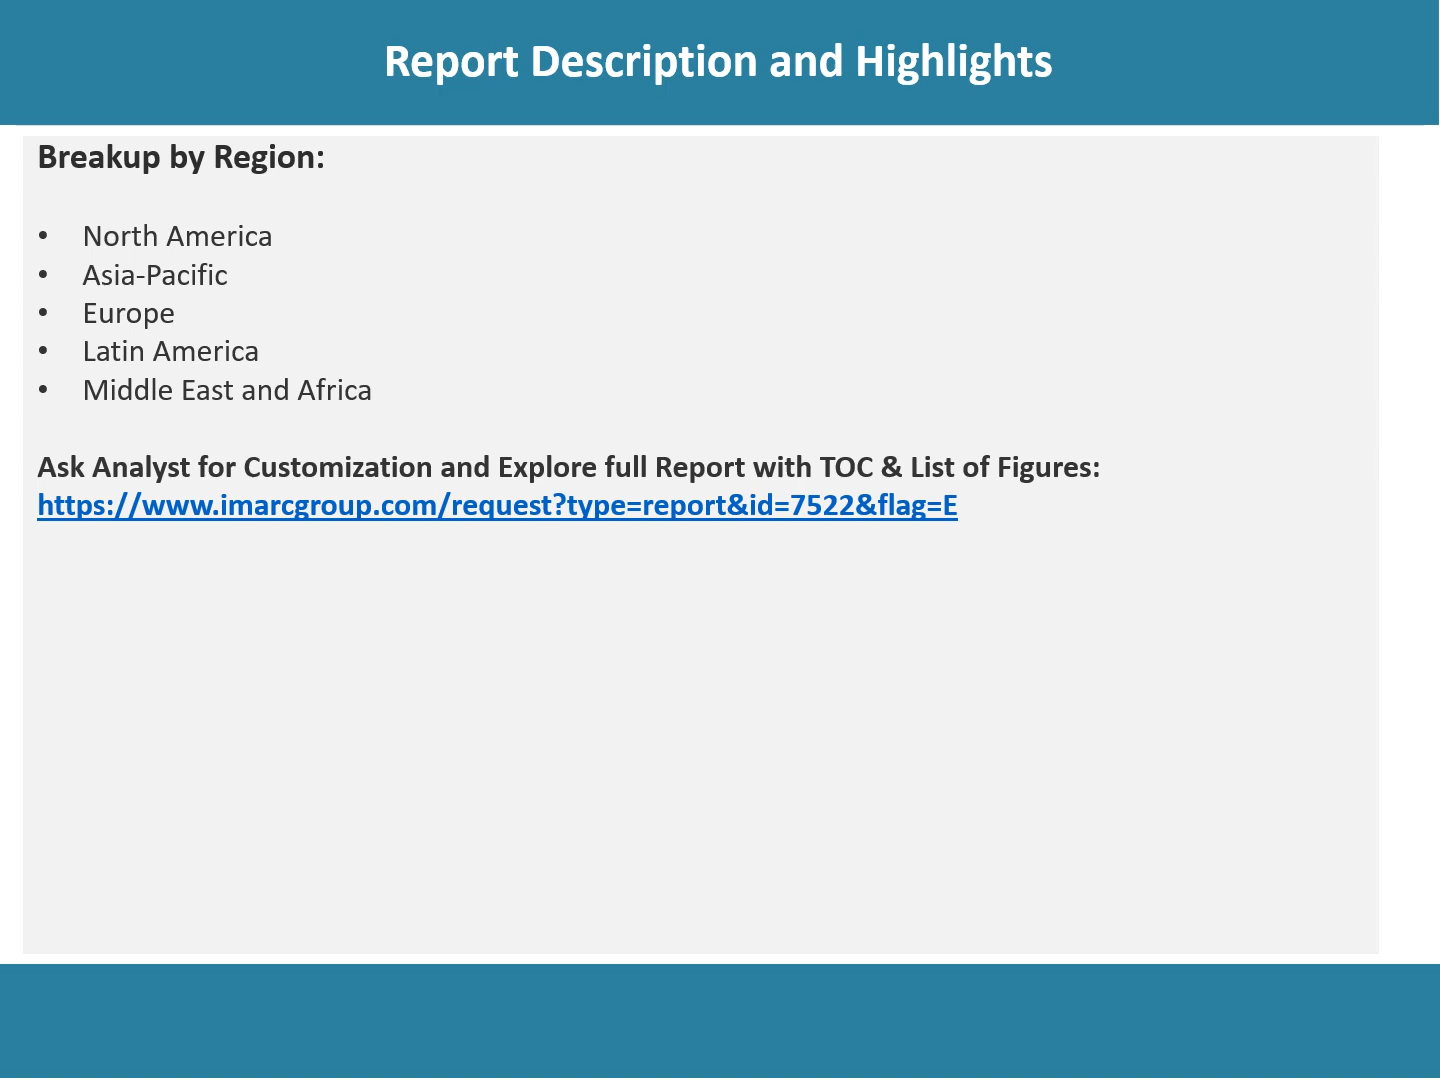 Report Description and Highlights
Breakup by Region:
• North America
• Asia-Pacific
• Europe
• Latin America
• Middle East and Africa
Ask Analyst for Customization and Explore full Report with TOC & List of Figures:
https://www.imarcgroup.com/request?type=report&id=7522&flag=E